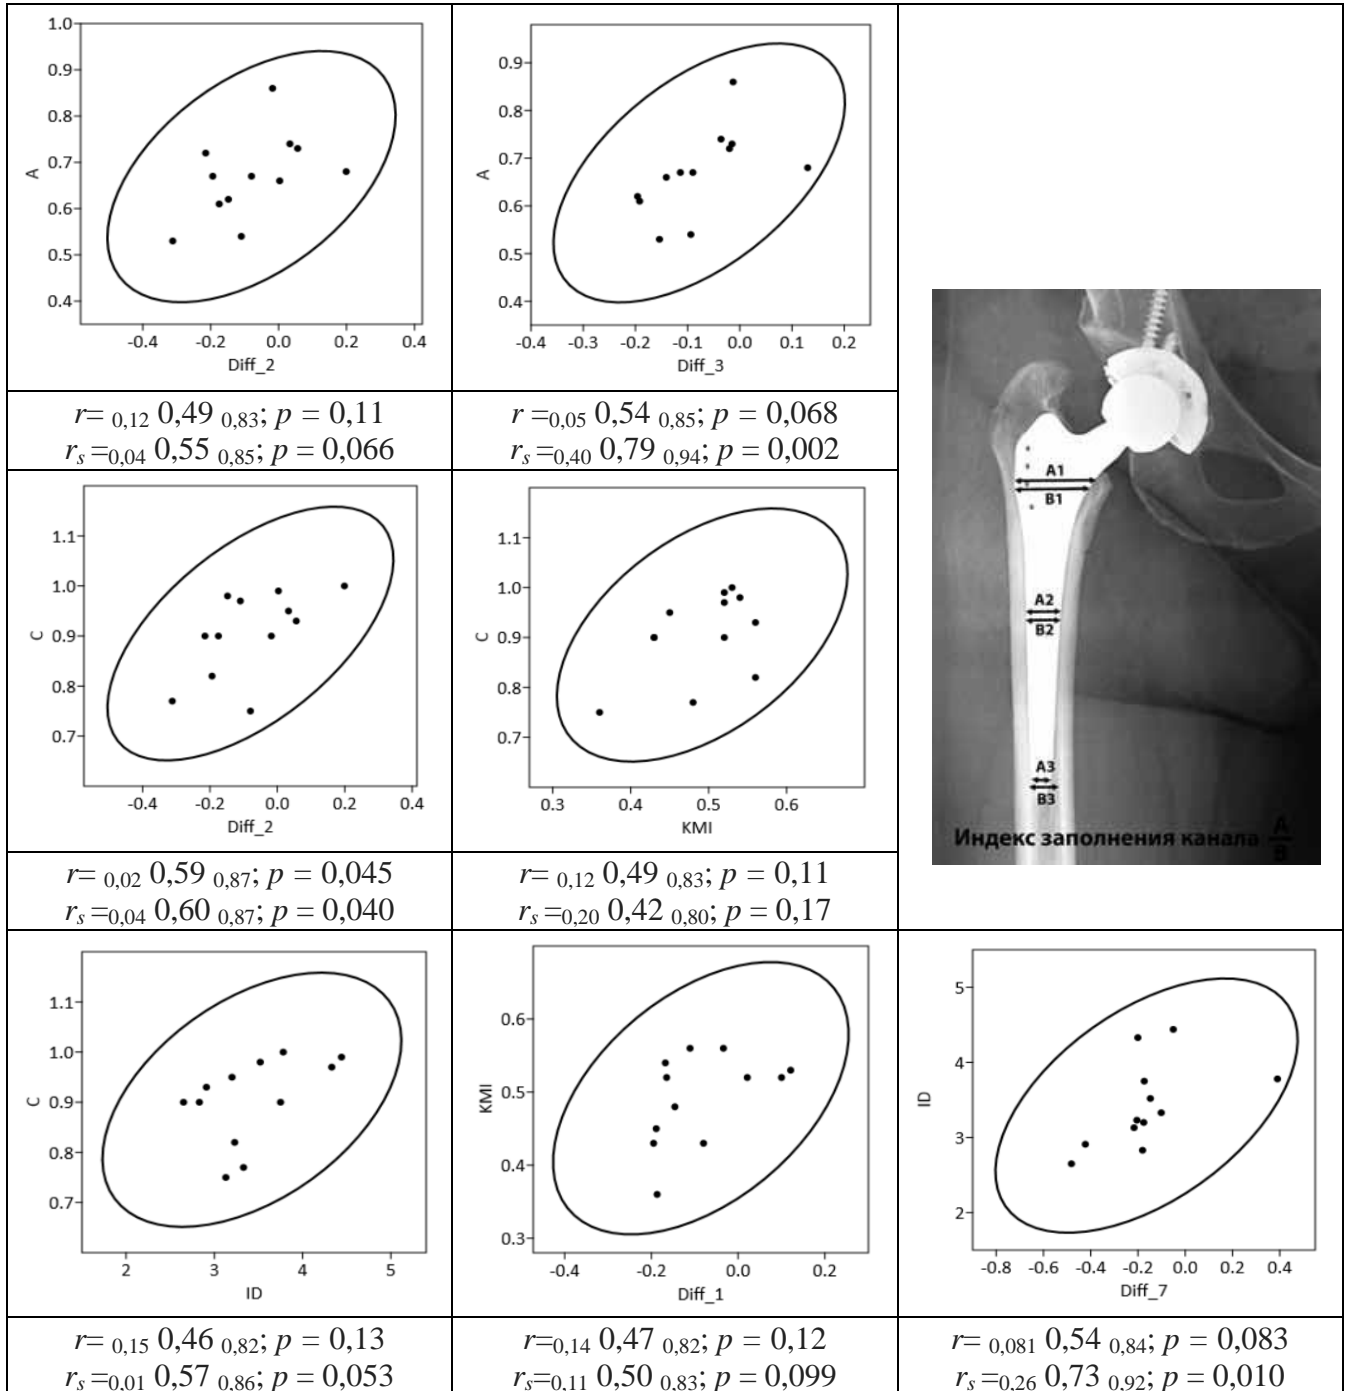 1.0
0.9
0.8
0.7
0.6
0.5
0.4
A
-0.4 -0.2 0.0 0.2 0.4
Diff_2
0.9
0.8
0.7
0.6
0.5
0.4
A
-0.4 -0.3 -0.2 -0.1 0.0 0.1 0.2
Diff_3
r= 0,12 0,49 0,83; p = 0,11
rs =0,04 0,55 0,85; p = 0,066
r =0,05 0,54 0,85; p = 0,068
rs =0,40 0,79 0,94; p = 0,002
A1
B1
A2
B2
A3
B3
Индекс заполнения канала A
B
1.1
1.0
0.9
0.8
0.7
C
-0.4 -0.2 0.0 0.2 0.4
Diff_2
1.1
1.0
0.9
0.8
0.7
C
0.3 0.4 0.5 0.6
KMI
r= 0,02 0,59 0,87; p = 0,045
rs =0,04 0,60 0,87; p = 0,040
r= 0,12 0,49 0,83; p = 0,11
rs =0,20 0,42 0,80; p = 0,17
1.1
1.0
0.9
0.8
0.7
C
2 3 4 5
ID
0.6
0.5
0.4
0.3
KMI
-0.4 -0.2 0.0 0.2
Diff_1
5
4
3
2
ID
-0.8 -0.6 -0.4 -0.2 0.0 0.2 0.4
Diff_7
r= 0,15 0,46 0,82; p = 0,13
rs =0,01 0,57 0,86; p = 0,053
r=0,14 0,47 0,82; p = 0,12
rs=0,11 0,50 0,83; p = 0,099
r= 0,081 0,54 0,84; p = 0,083
rs =0,26 0,73 0,92; p = 0,010